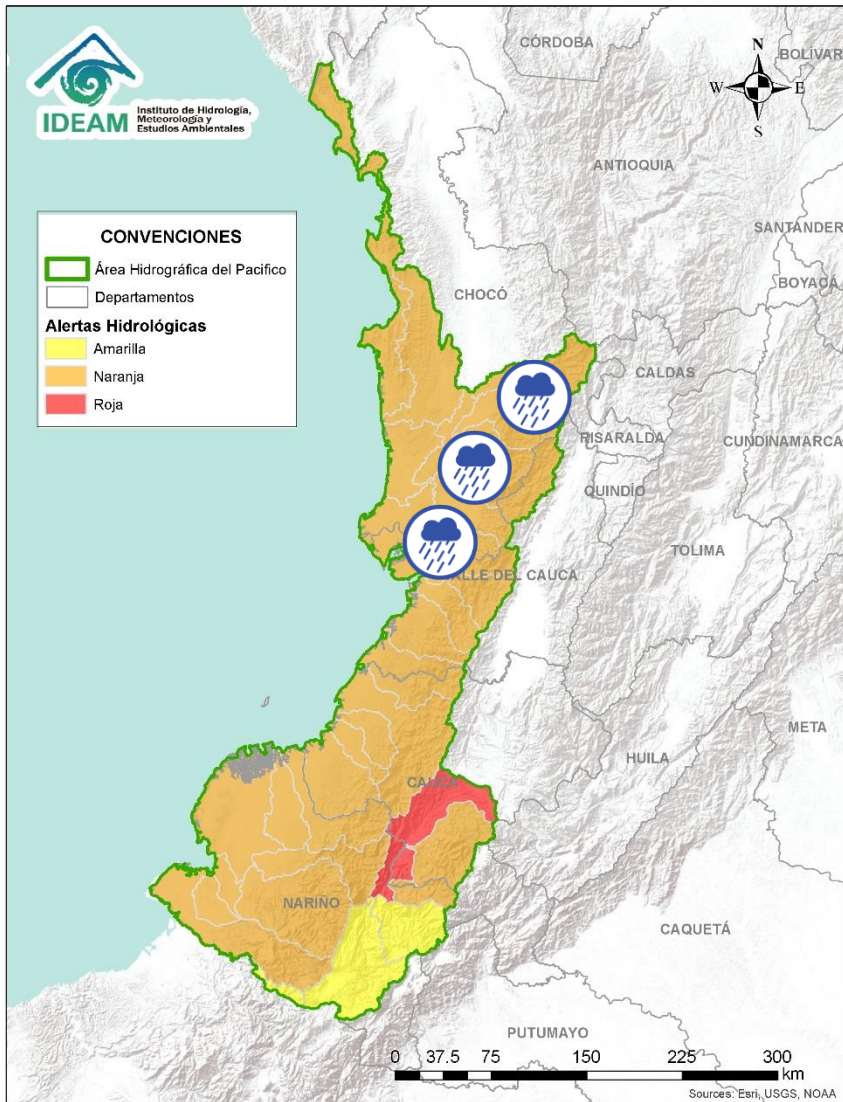 IDEAM
Instituto de Hidrología,
Meteorología y
Estudios Ambientales
CÓRDOBA
BOLÍVAR
N
W
E
S
ANTIOQUIA
SANTANDER
BOYACÁ
CONVENCIONES
Área Hidrográfica del Pacifico
Departamentos
Alertas Hidrológicas
Amarilla
Naranja
Roja
CHOCÓ
CALDAS
RISARALDA
CUNDINAMARCA
QUINDÍO
TOLIMA
ALLE DEL CAUCA
META
HUILA
CAUCA
NARIÑO
CAQUETÁ
PUTUMAYO
0 37.5 75 150 225 300
km
Sources: Esri, USGS, NOAA